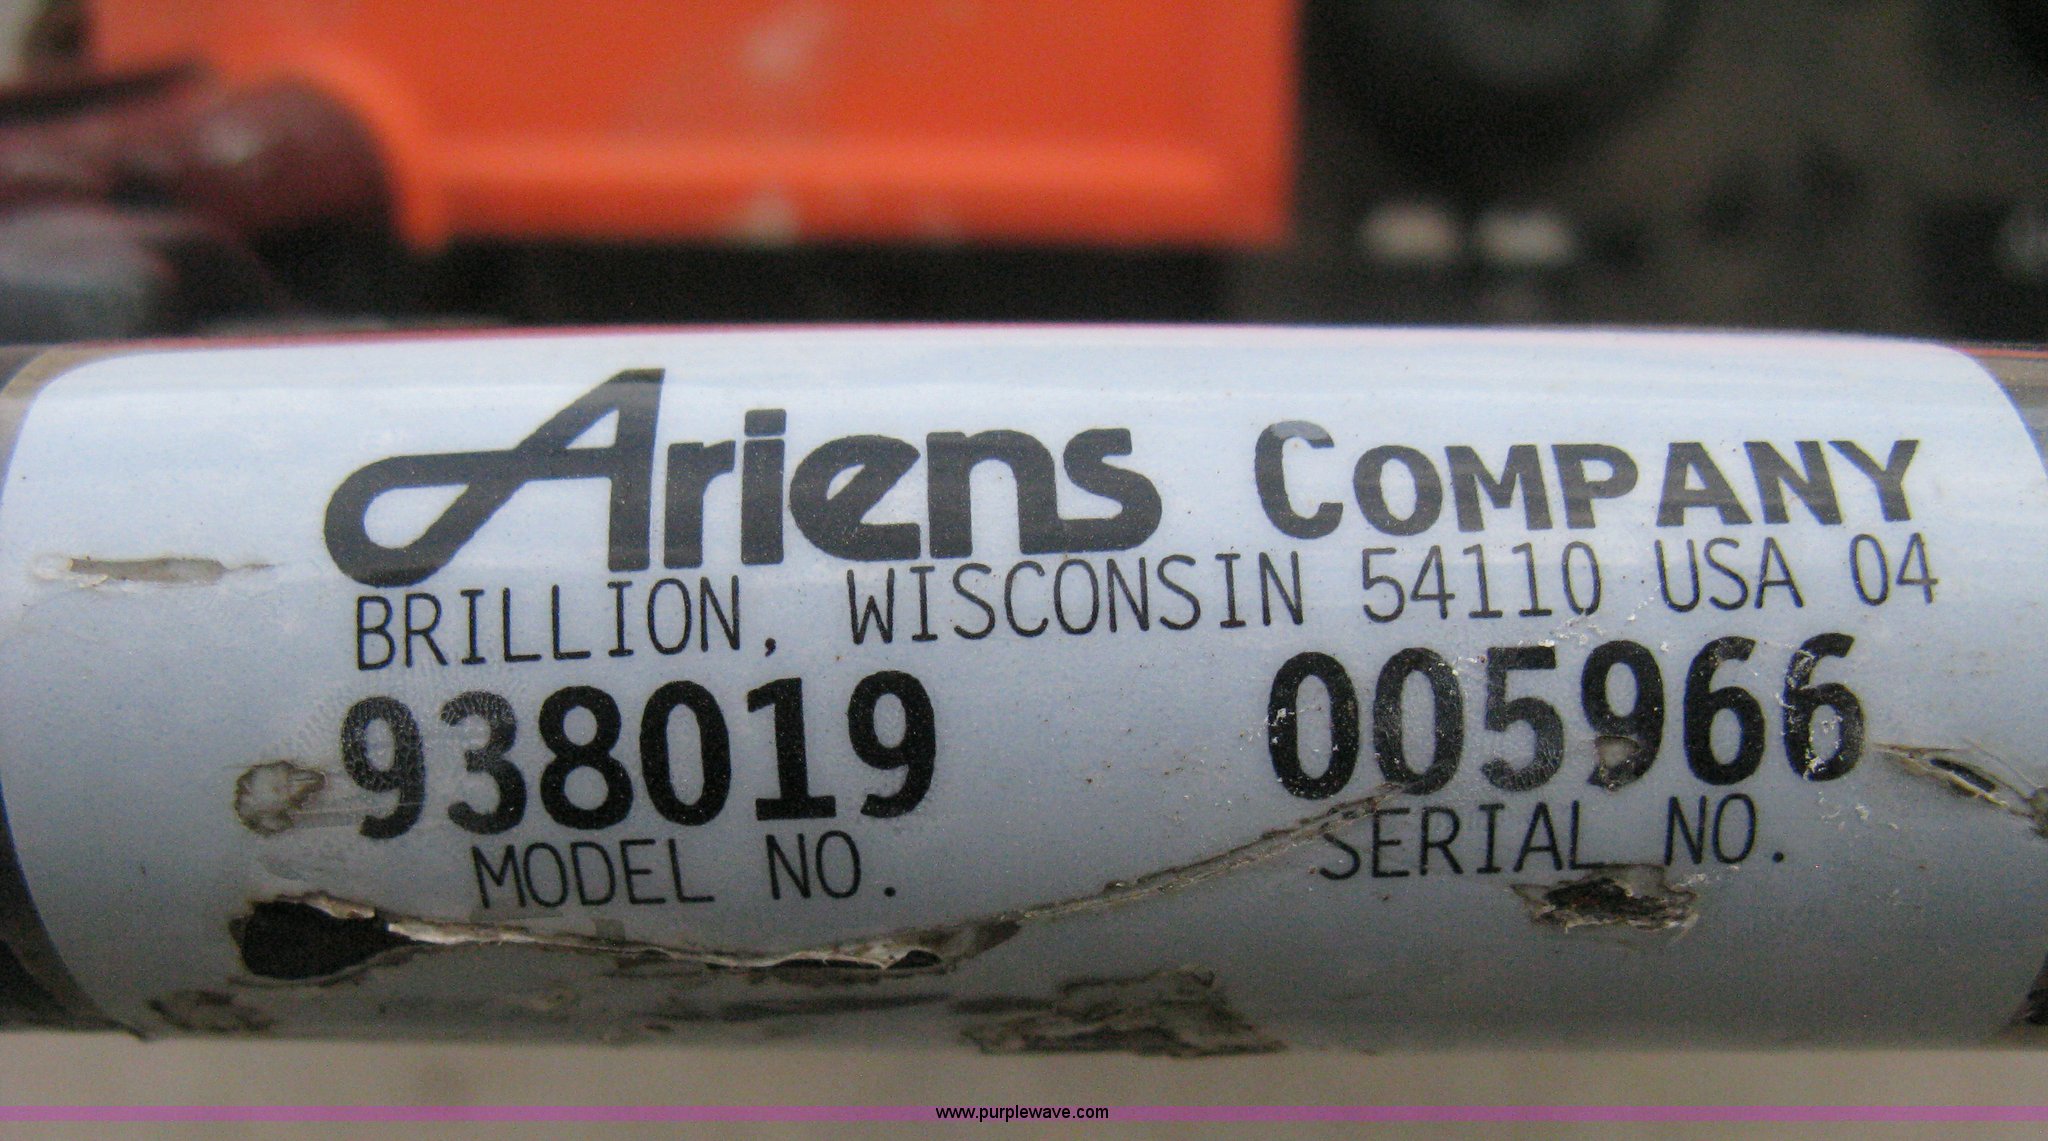 Ariens COMPANY
BRILLION, WISCONSIN 54110 USA 04
938019 005966
MODEL NO. SERIAL NO.
www.purplewave.com